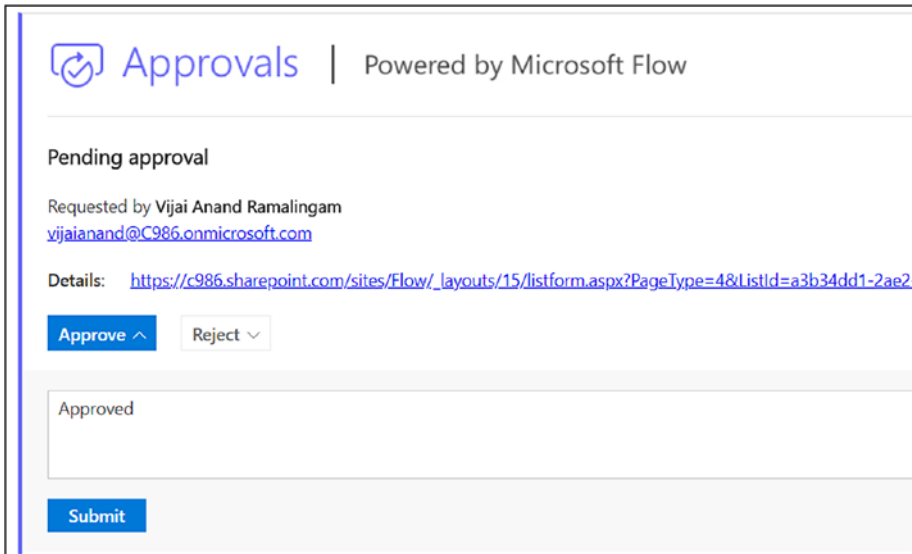 Approvals | Powered by Microsoft Flow
Pending approval
Requested by Vijai Anand Ramalingam
vijaianand@C986.onmicrosoft.com
Details: https://c986.sharepoint.com/sites/Flow/_layouts/15/listform.aspx?PageType=4&ListId=a3b34dd1-2ae2
Approve Reject
Approved
Submit